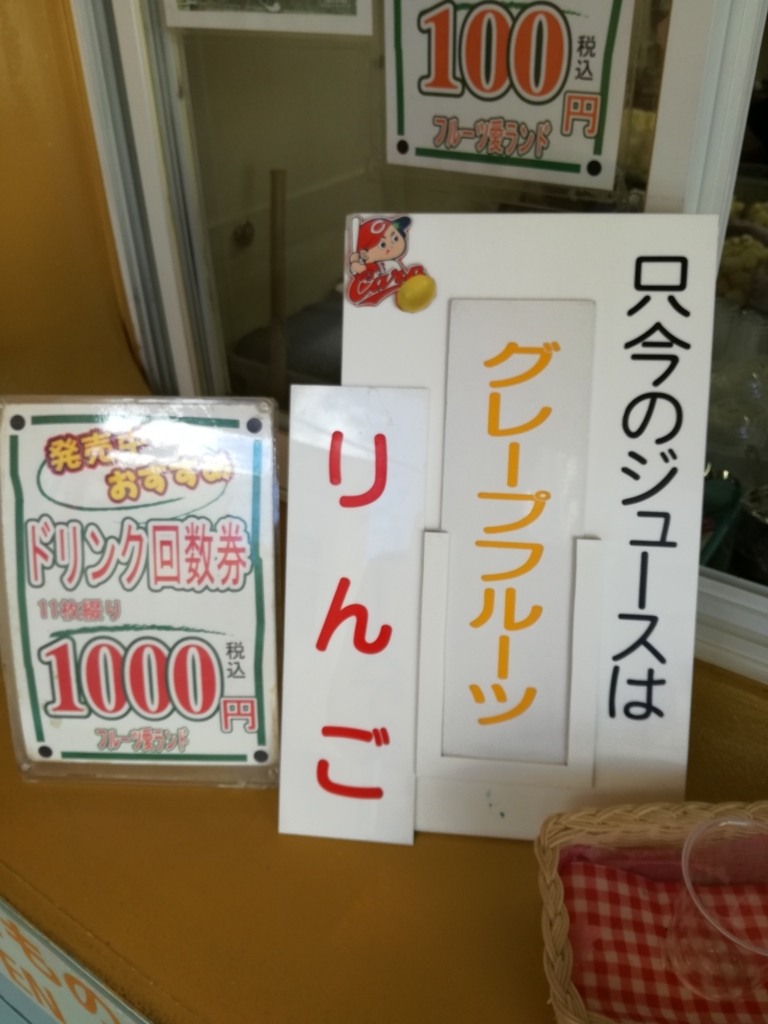 100
税込
円
フルーツ愛ランド
只今のジュースは
グレープフルーツ
りんご
発売中
おすすめ
ドリンク回数券
11枚綴り
1000
税込
円
フルーツ愛ランド
もの